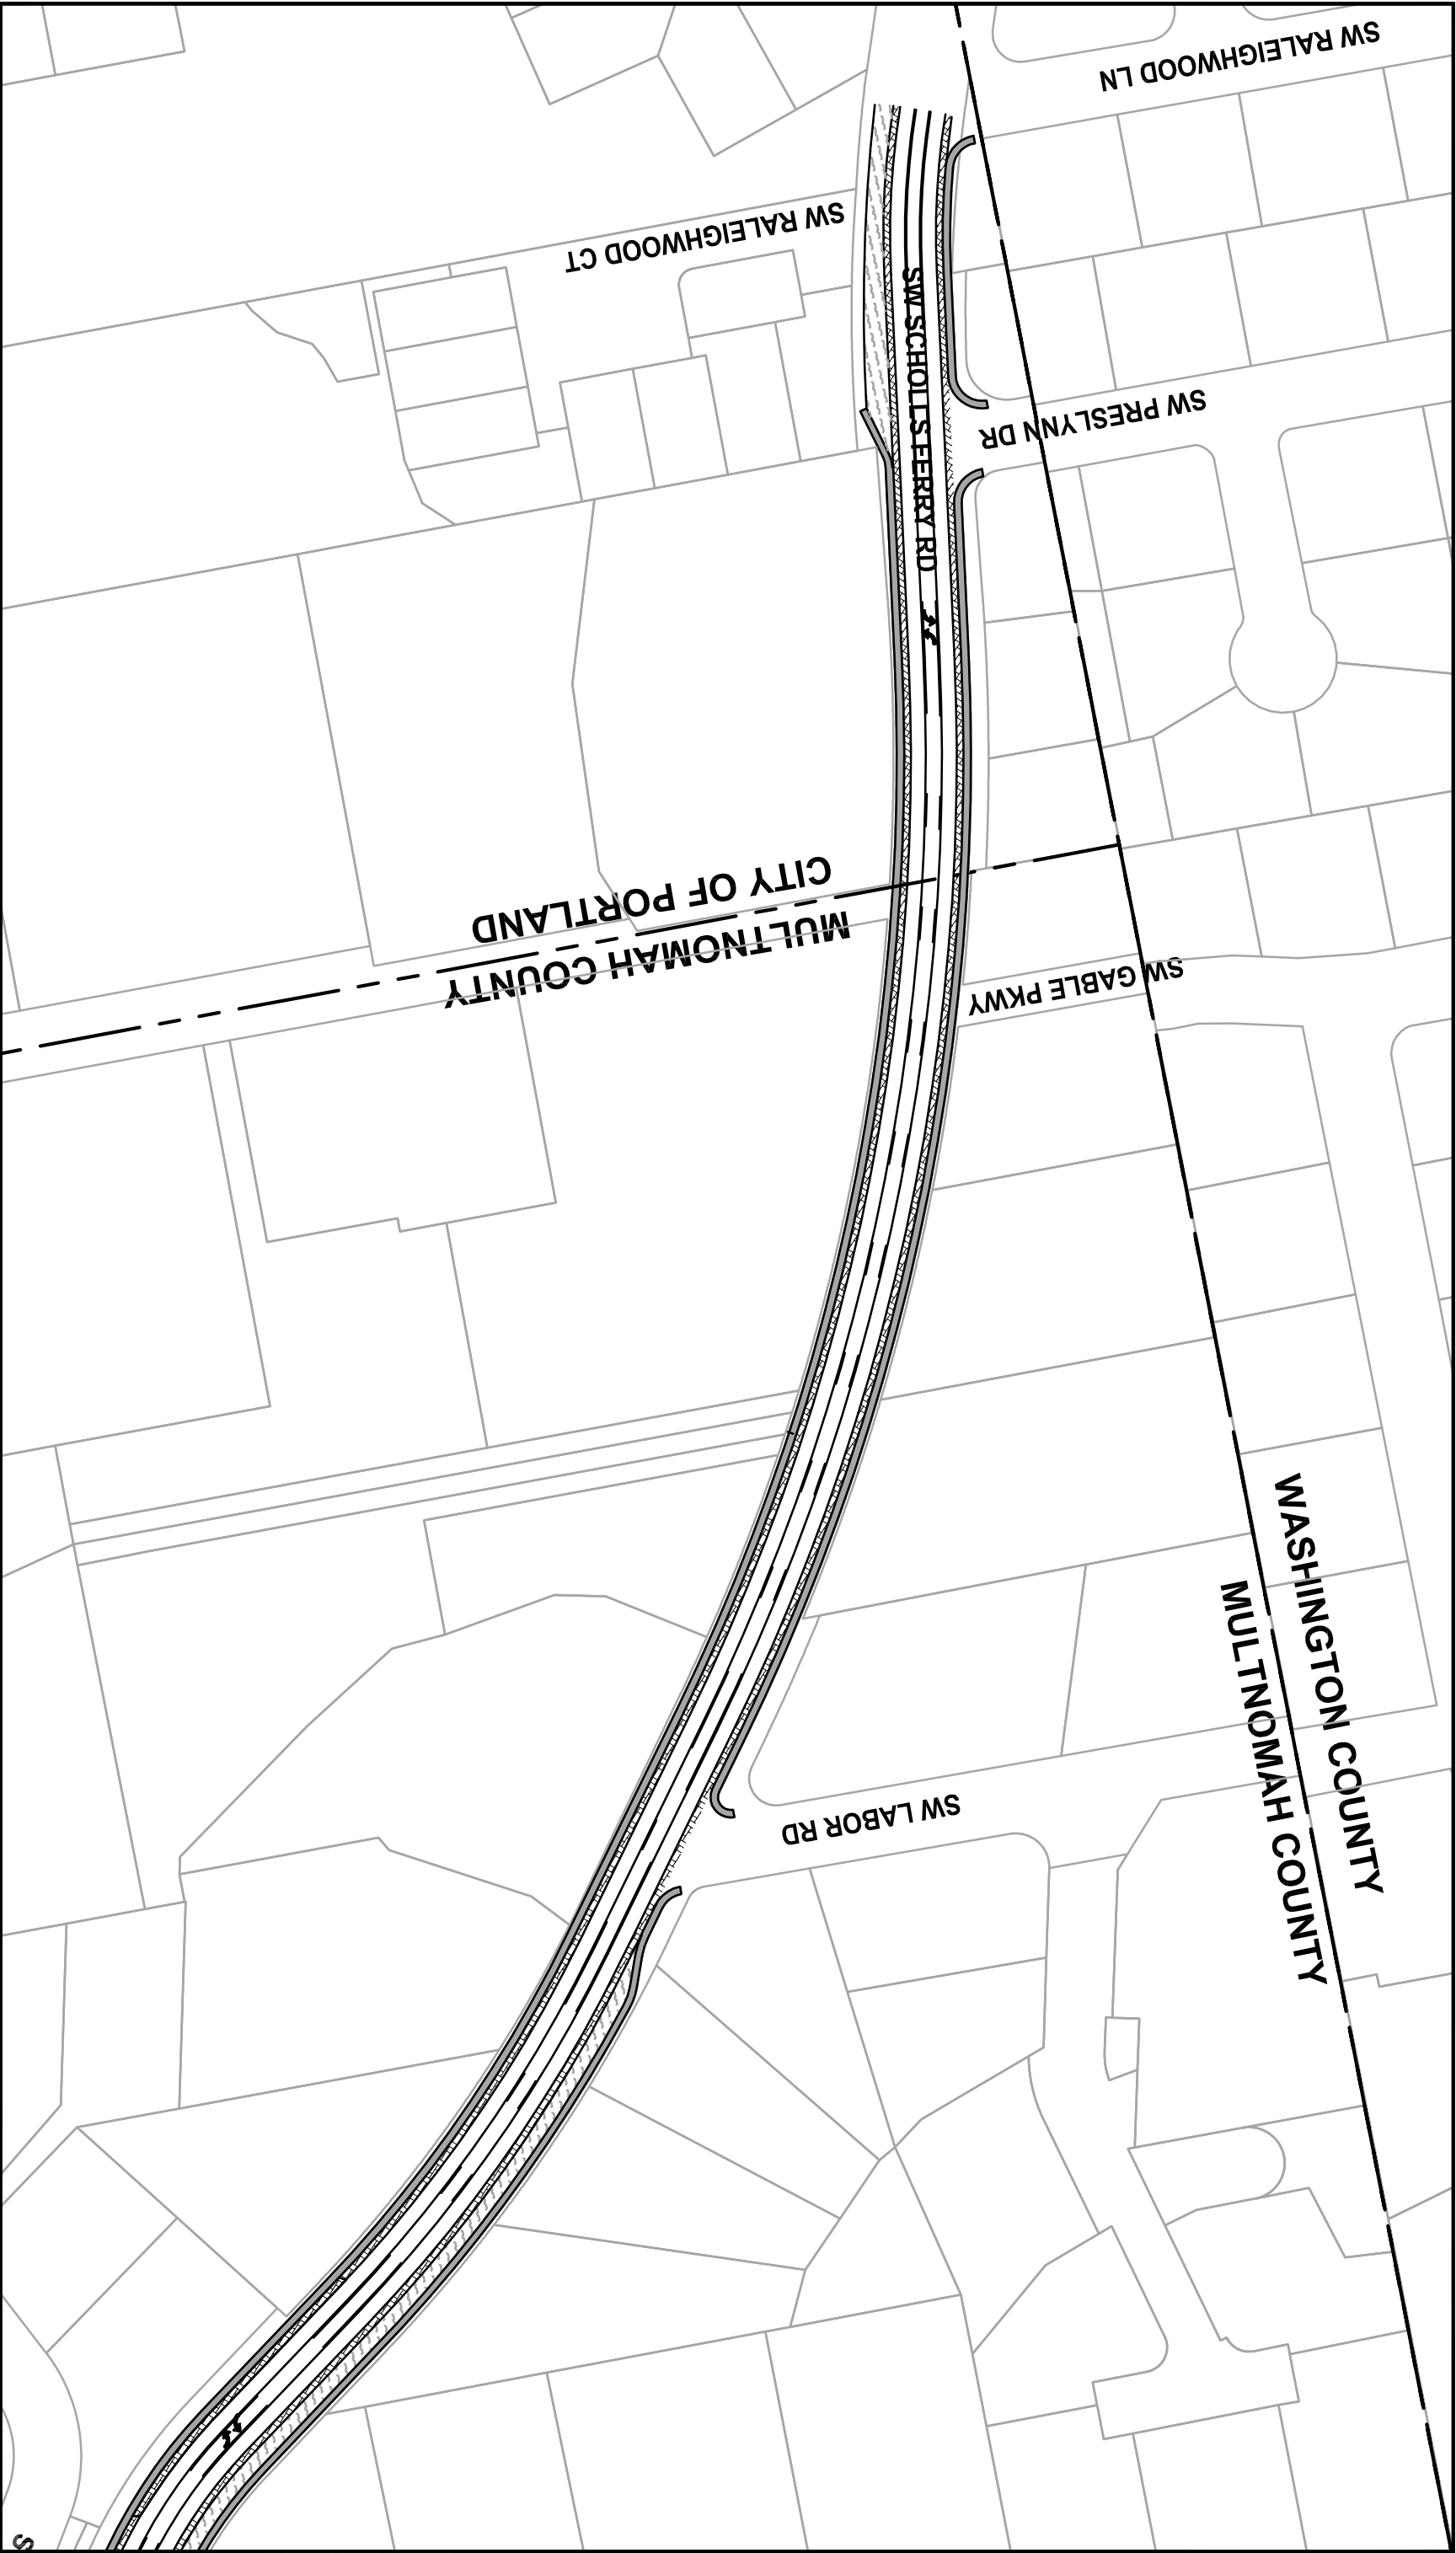 SW RALEIGHWOOD LN
SW RALEIGHWOOD CT
SW SCHOLLS FERRY RD
SW PRESLYNN DR
CITY OF PORTLAND
MULTNOMAH COUNTY
SW GABLE PKWY
WASHINGTON COUNTY
MULTNOMAH COUNTY
SW LABOR RD
S